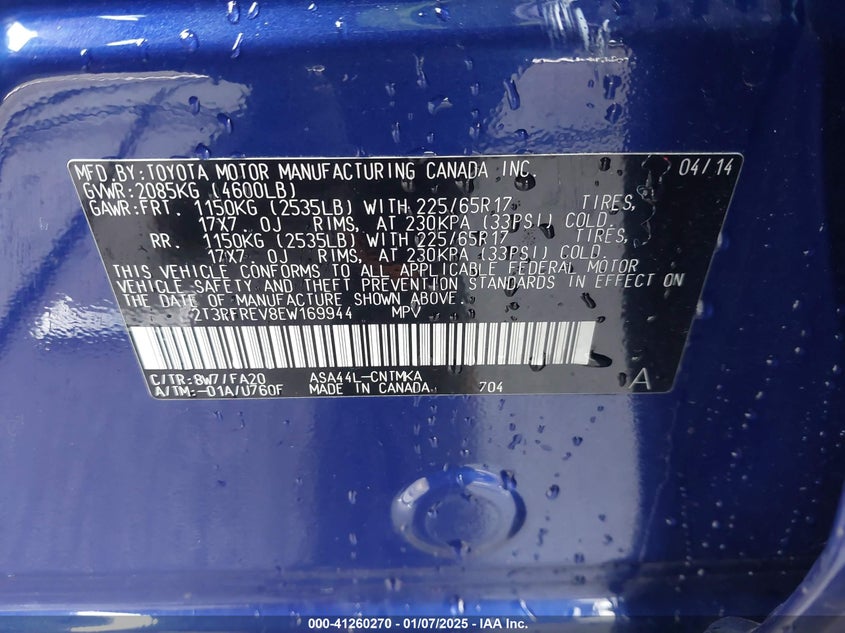 MFD.BY:TOYOTA MOTOR MANUFACTURING CANADA INC. 04/14
GVWR:2085KG (4600LB)
GAWR:FRT. 1150KG (2535LB) WITH 225/65R17 TIRES,
17X7.0J RIMS, AT 230KPA (33PSI) COLD.
RR. 1150KG (2535LB) WITH 225/65R17 TIRES,
17X7.0J RIMS, AT 230KPA (33PSI) COLD.
THIS VEHICLE CONFORMS TO ALL APPLICABLE FEDERAL MOTOR
VEHICLE SAFETY AND THEFT PREVENTION STANDARDS IN EFFECT ON
THE DATE OF MANUFACTURE SHOWN ABOVE.
2T3RFREV8EW169944 MPV
C/TR:8W7/FA20 ASA44L-CNTMKA
A/TM:-01A/U760F MADE IN CANADA 704 A
000-41260270 - 01/07/2025 - IAA Inc.